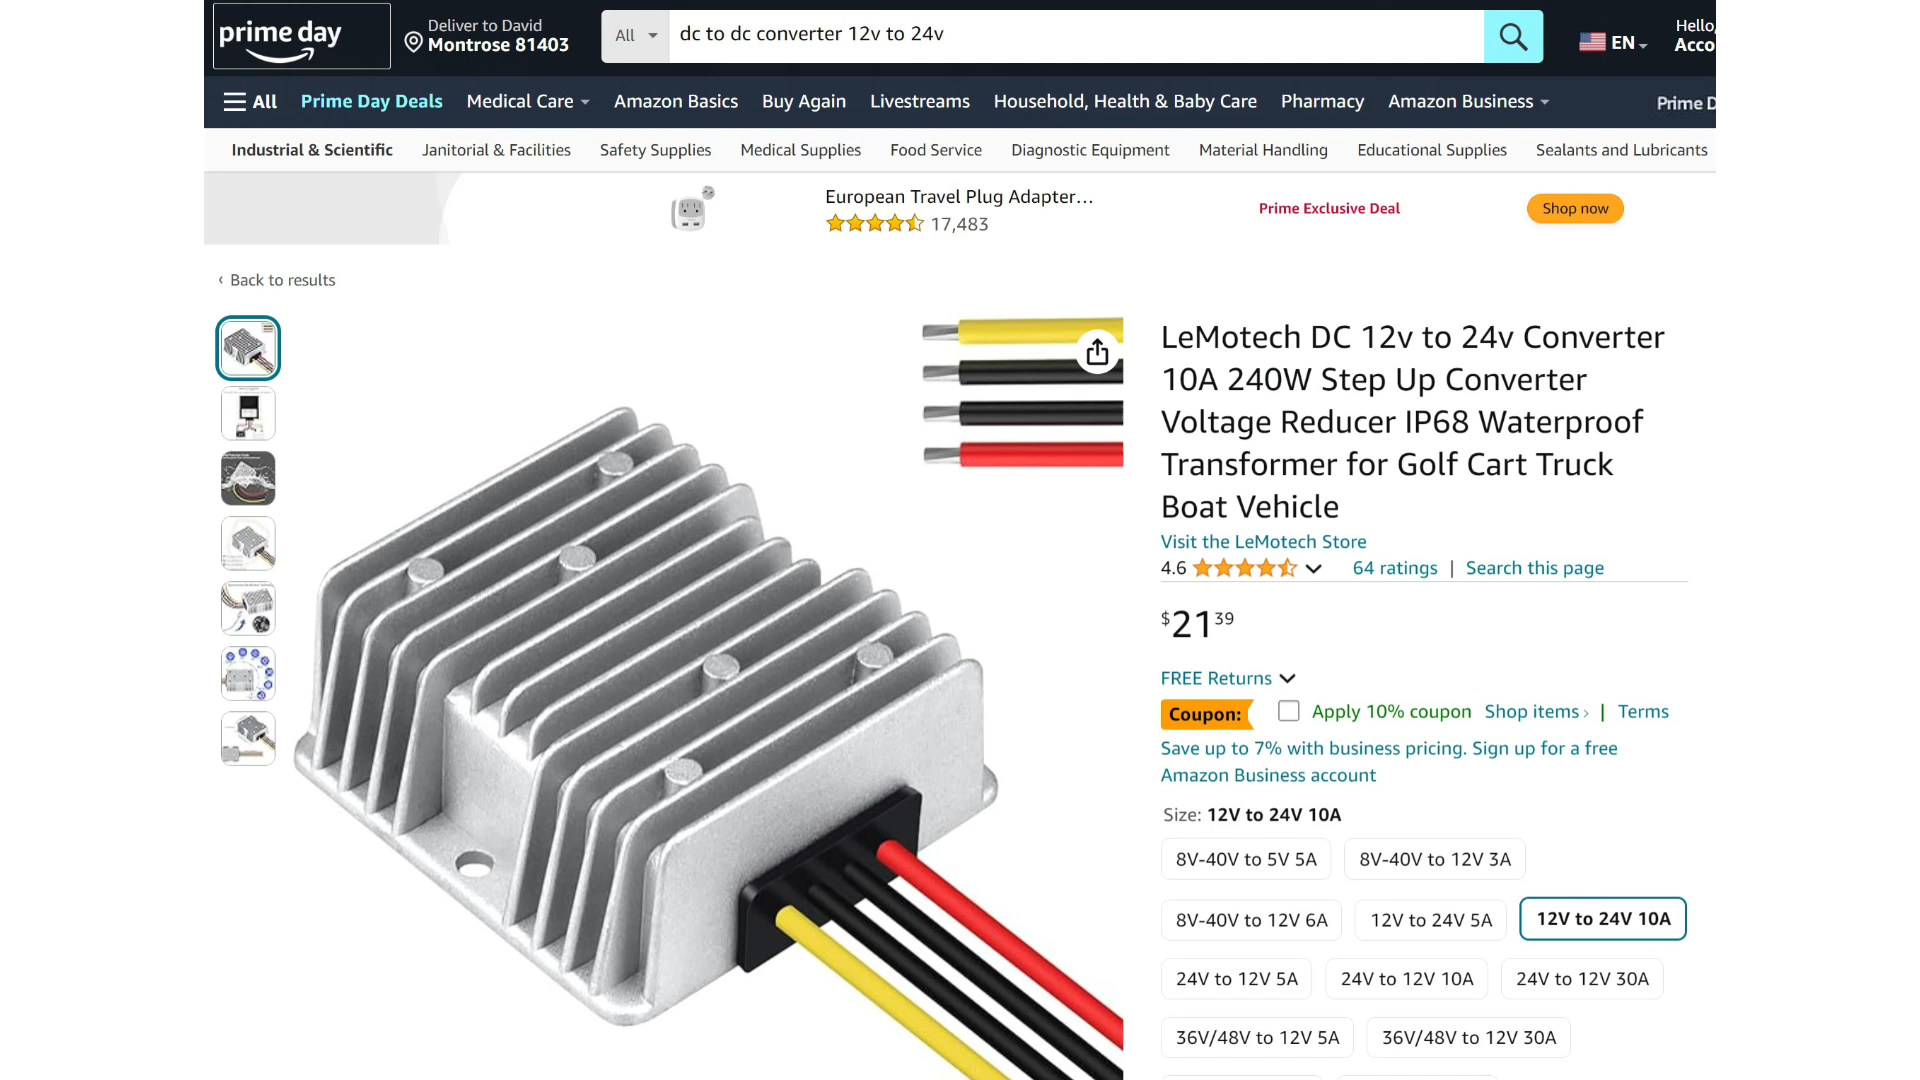 prime day
Deliver to David
Montrose 81403
All
dc to dc converter 12v to 24v
EN
Hello,
Acco
All
Prime Day Deals
Medical Care
Amazon Basics
Buy Again
Livestreams
Household, Health & Baby Care
Pharmacy
Amazon Business
Prime D
Industrial & Scientific
Janitorial & Facilities
Safety Supplies
Medical Supplies
Food Service
Diagnostic Equipment
Material Handling
Educational Supplies
Sealants and Lubricants
European Travel Plug Adapter…
17,483
Prime Exclusive Deal
Shop now
‹ Back to results
LeMotech DC 12v to 24v Converter
10A 240W Step Up Converter
Voltage Reducer IP68 Waterproof
Transformer for Golf Cart Truck
Boat Vehicle
Visit the LeMotech Store
4.6
64 ratings | Search this page
$21 39
FREE Returns
Coupon: Apply 10% coupon Shop items › | Terms
Save up to 7% with business pricing. Sign up for a free
Amazon Business account
Size: 12V to 24V 10A
8V-40V to 5V 5A
8V-40V to 12V 3A
8V-40V to 12V 6A
12V to 24V 5A
12V to 24V 10A
24V to 12V 5A
24V to 12V 10A
24V to 12V 30A
36V/48V to 12V 5A
36V/48V to 12V 30A